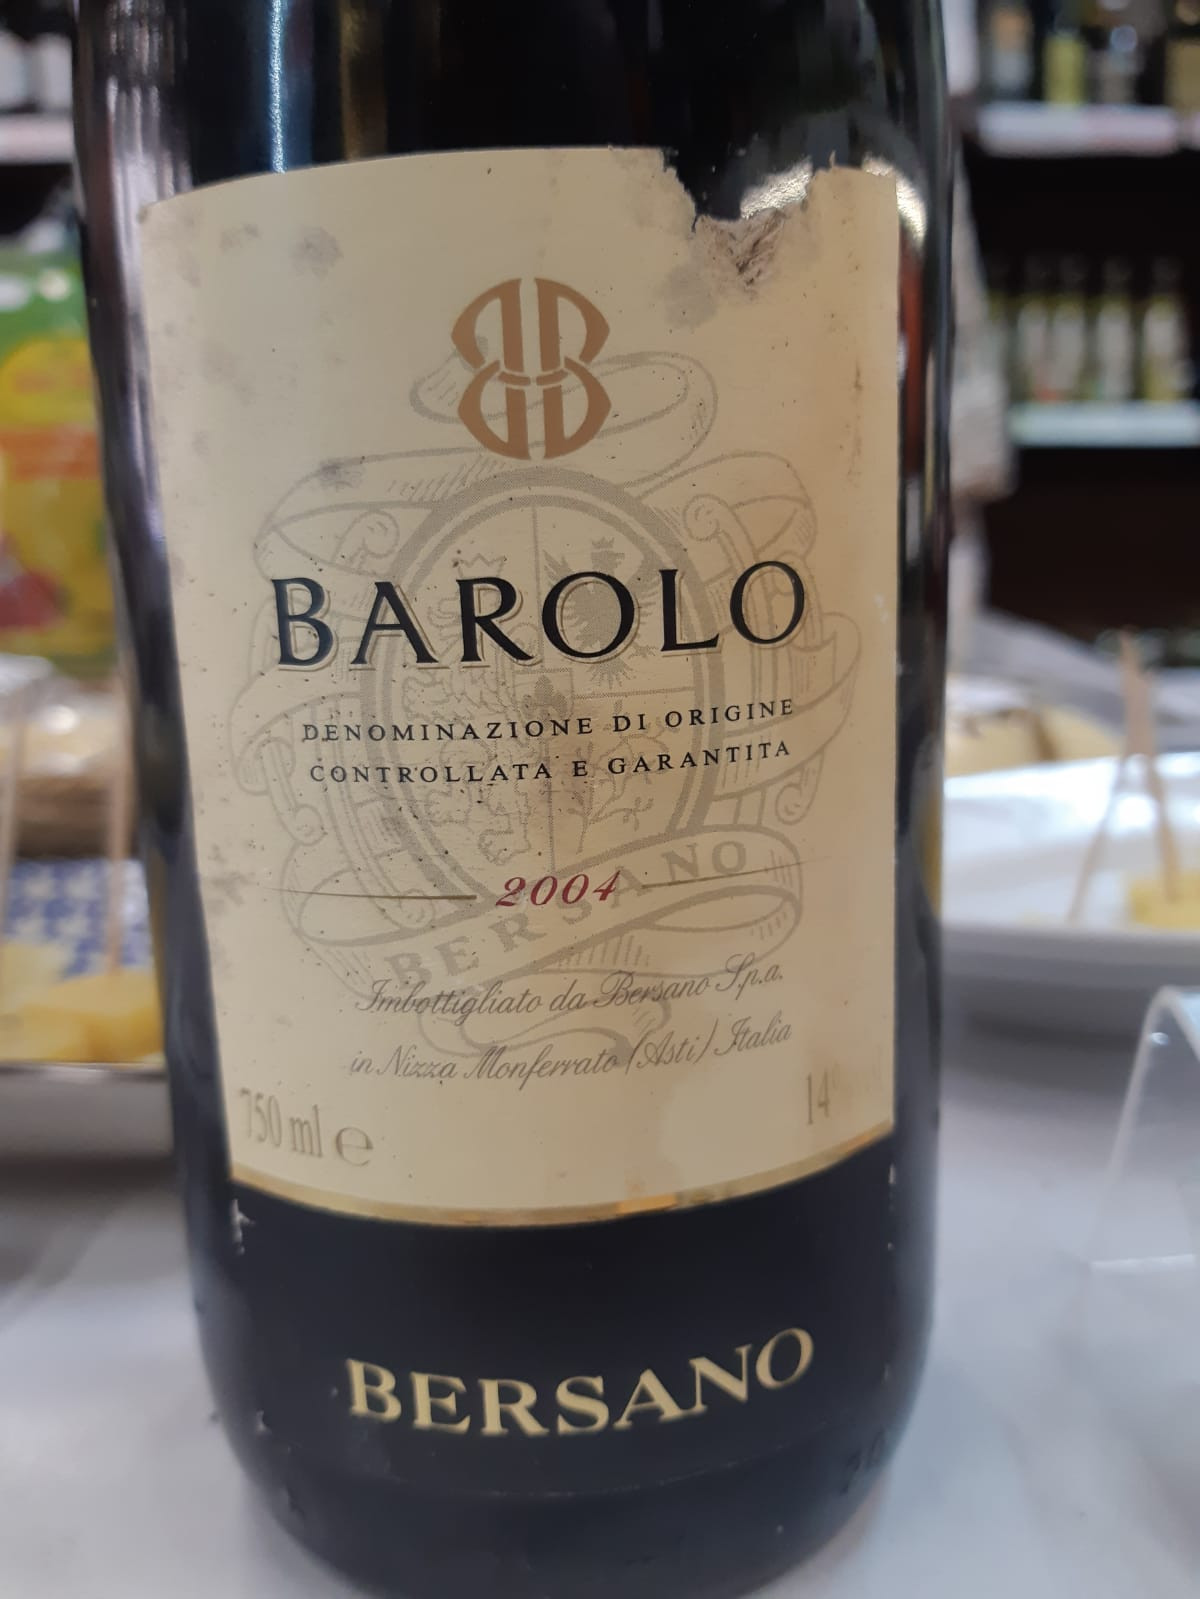 BAROLO
DENOMINAZIONE DI ORIGINE
CONTROLLATA E GARANTITA
2004
BERSANO
Imbottigliato da Bersano S.p.a.
in Nizza Monferrato (Asti) Italia
750 ml e
14
BERSANO